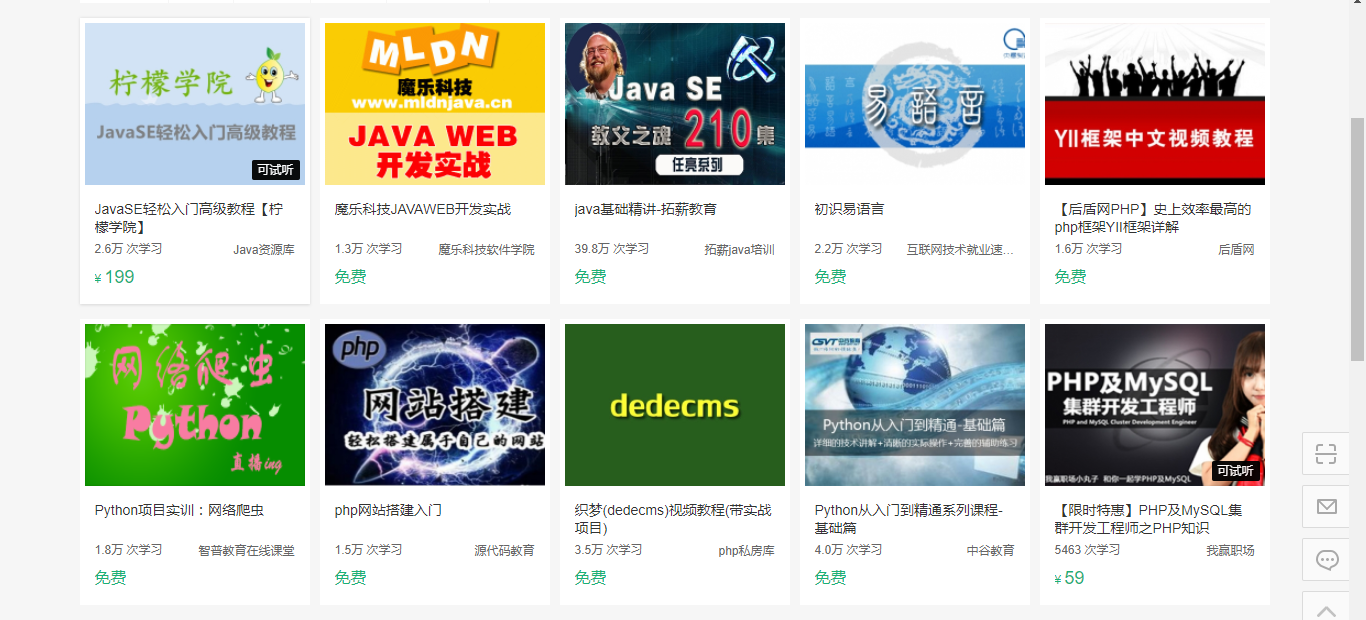 柠檬学院
JavaSE轻松入门高级教程
可试听
JavaSE轻松入门高级教程【柠
檬学院】
2.6万 次学习 Java资源库
¥ 199
MLDN
魔乐科技
www.mldnjava.cn
JAVA WEB
开发实战
魔乐科技JAVAWEB开发实战
1.3万 次学习 魔乐科技软件学院
免费
Java SE
教父之魂 210 集
任亮系列
java基础精讲-拓薪教育
39.8万 次学习 拓薪java培训
免费
易語言
初识易语言
2.2万 次学习 互联网技术就业速...
免费
YII框架中文视频教程
【后盾网PHP】史上效率最高的
php框架YII框架详解
1.6万 次学习 后盾网
免费
网络爬虫
Python
直播ing
Python项目实训：网络爬虫
1.8万 次学习 智普教育在线课堂
免费
php
网站搭建
轻松搭建属于自己的网站
php网站搭建入门
1.5万 次学习 源代码教育
免费
dedecms
织梦(dedecms)视频教程(带实战
项目)
3.5万 次学习 php私房库
免费
Python从入门到精通-基础篇
详细的技术讲解+清晰的实际操作+完善的辅助练习
Python从入门到精通系列课程-
基础篇
4.0万 次学习 中谷教育
免费
PHP及MySQL
集群开发工程师
PHP and MySQL Cluster Development Engineer
我赢职场小丸子 和你一起学PHP及MySQL
可试听
【限时特惠】PHP及MySQL集
群开发工程师之PHP知识
5463 次学习 我赢职场
¥ 59